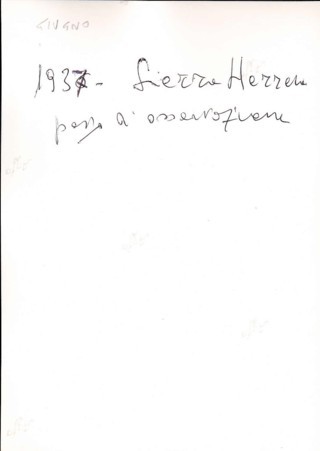 GIUGNO
1937 - Sierra Herrera
posto d'osservazione